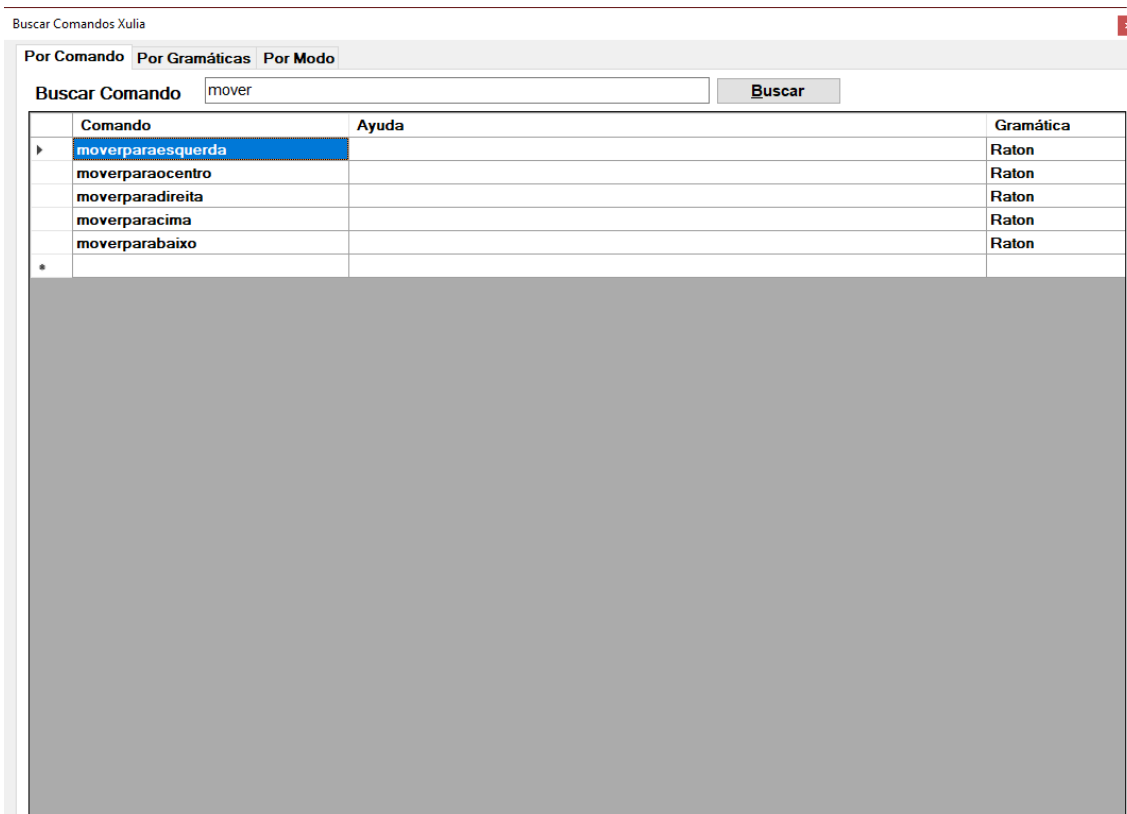 Buscar Comandos Xulia
Por Comando Por Gramáticas Por Modo
Buscar Comando mover Buscar
Comando Ayuda Gramática
moverparaesquerda Raton
moverparaocentro Raton
moverparadireita Raton
moverparacima Raton
moverparabaixo Raton